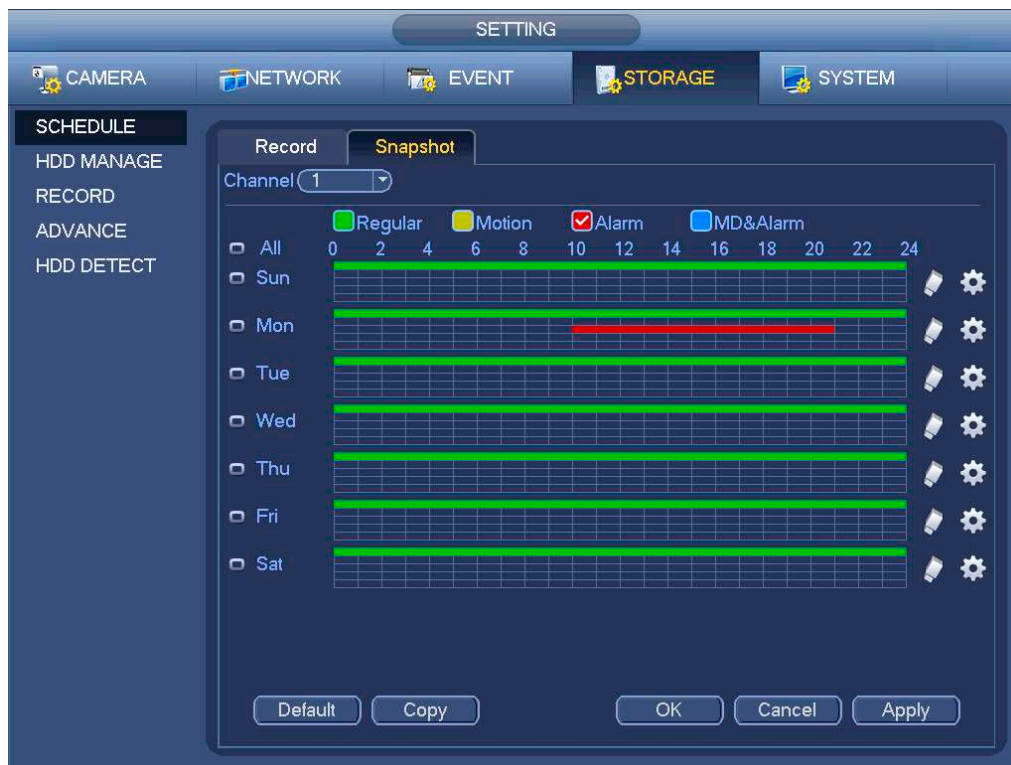 SETTING
CAMERA NETWORK EVENT STORAGE SYSTEM
SCHEDULE
HDD MANAGE
RECORD
ADVANCE
HDD DETECT
Record Snapshot
Channel 1
Regular Motion Alarm MD&Alarm
All 0 2 4 6 8 10 12 14 16 18 20 22 24
Sun
Mon
Tue
Wed
Thu
Fri
Sat
Default Copy OK Cancel Apply